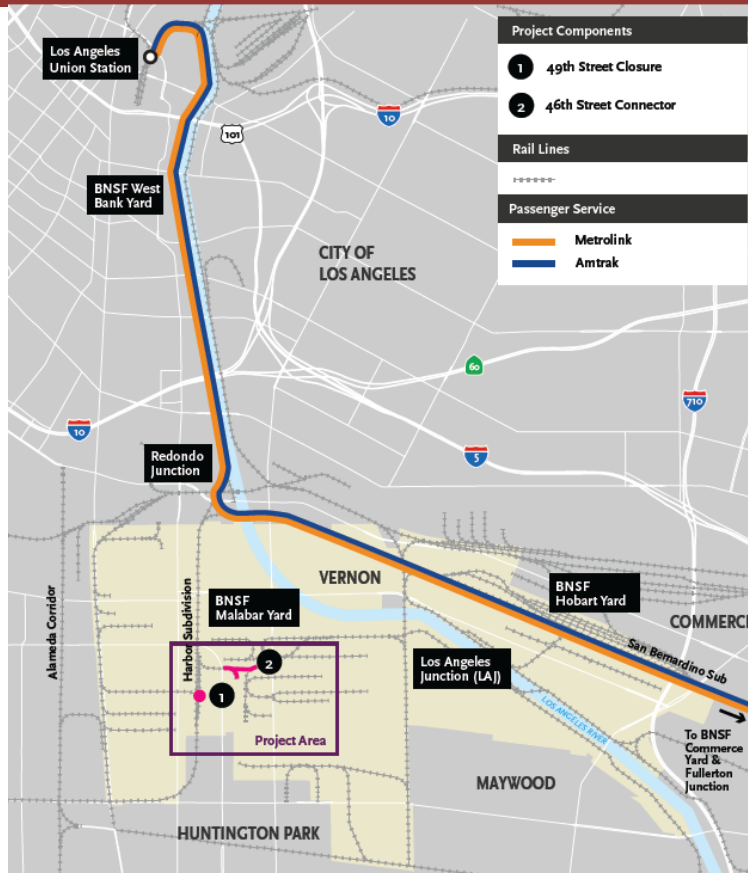 Project Components
1 49th Street Closure
2 46th Street Connector
Rail Lines
Passenger Service
Metrolink
Amtrak
Los Angeles
Union Station
10
101
BNSF West
Bank Yard
CITY OF
LOS ANGELES
60
710
10
5
Redondo
Junction
Alameda Corridor
Harbor Subdivision
VERNON
BNSF
Malabar Yard
BNSF
Hobart Yard
COMMERCE
San Bernardino Sub
Los Angeles
Junction (LAJ)
LOS ANGELES RIVER
2
1
Project Area
To BNSF
Commerce
Yard &
Fullerton
Junction
MAYWOOD
HUNTINGTON PARK